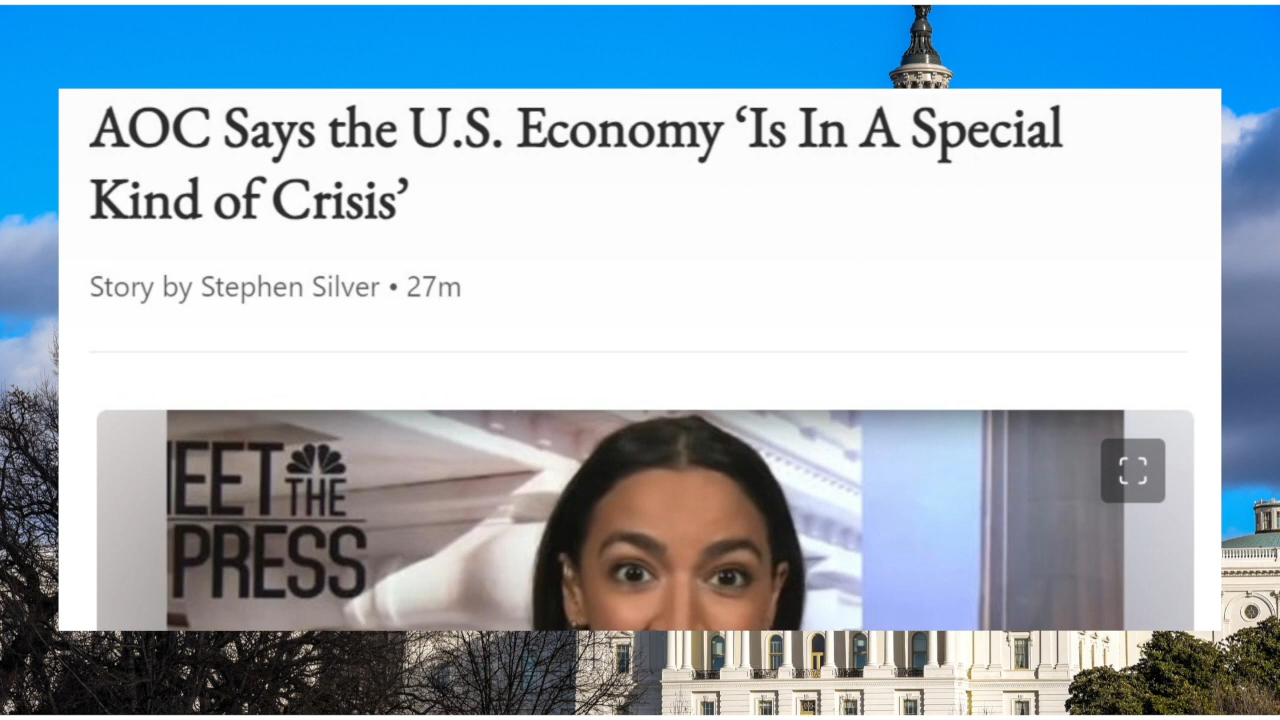 AOC Says the U.S. Economy ‘Is In A Special
Kind of Crisis’
Story by Stephen Silver • 27m
EET
THE
PRESS